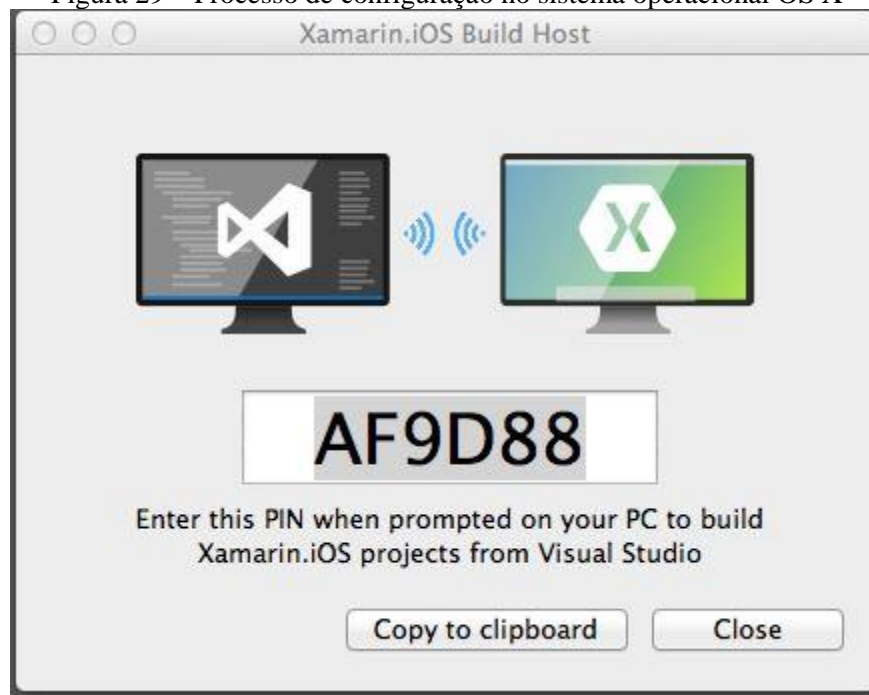 Figura 29 – Processo de configuração no sistema operacional OS X
Xamarin.iOS Build Host
AF9D88
Enter this PIN when prompted on your PC to build
Xamarin.iOS projects from Visual Studio
Copy to clipboard
Close